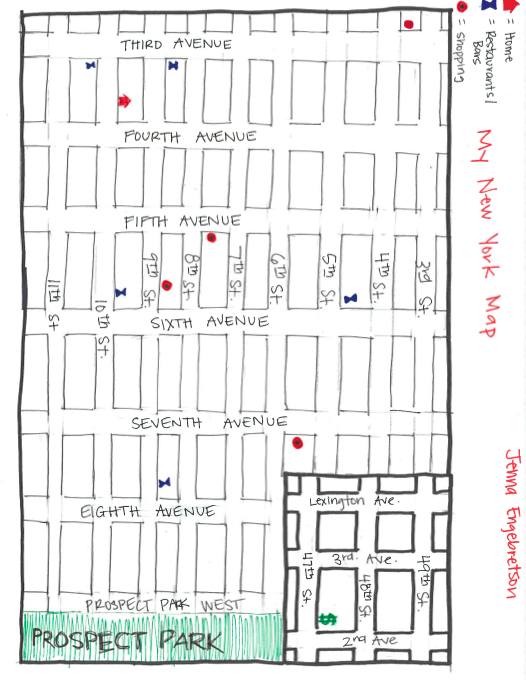 THIRD AVENUE
FOURTH AVENUE
FIFTH AVENUE
11TH St
10th St.
9TH St.
8TH St.
7TH St.
6TH St.
5TH St.
4TH St.
3rd St.
SIXTH AVENUE
SEVENTH AVENUE
EIGHTH AVENUE
PROSPECT PARK WEST
PROSPECT PARK
Lexington Ave.
3rd. Ave.
47th St.
48th St.
49th St.
$
2nd Ave
= Home
= Restaurants/
Bars
= Shopping
My New York Map
Jenna Engebretson